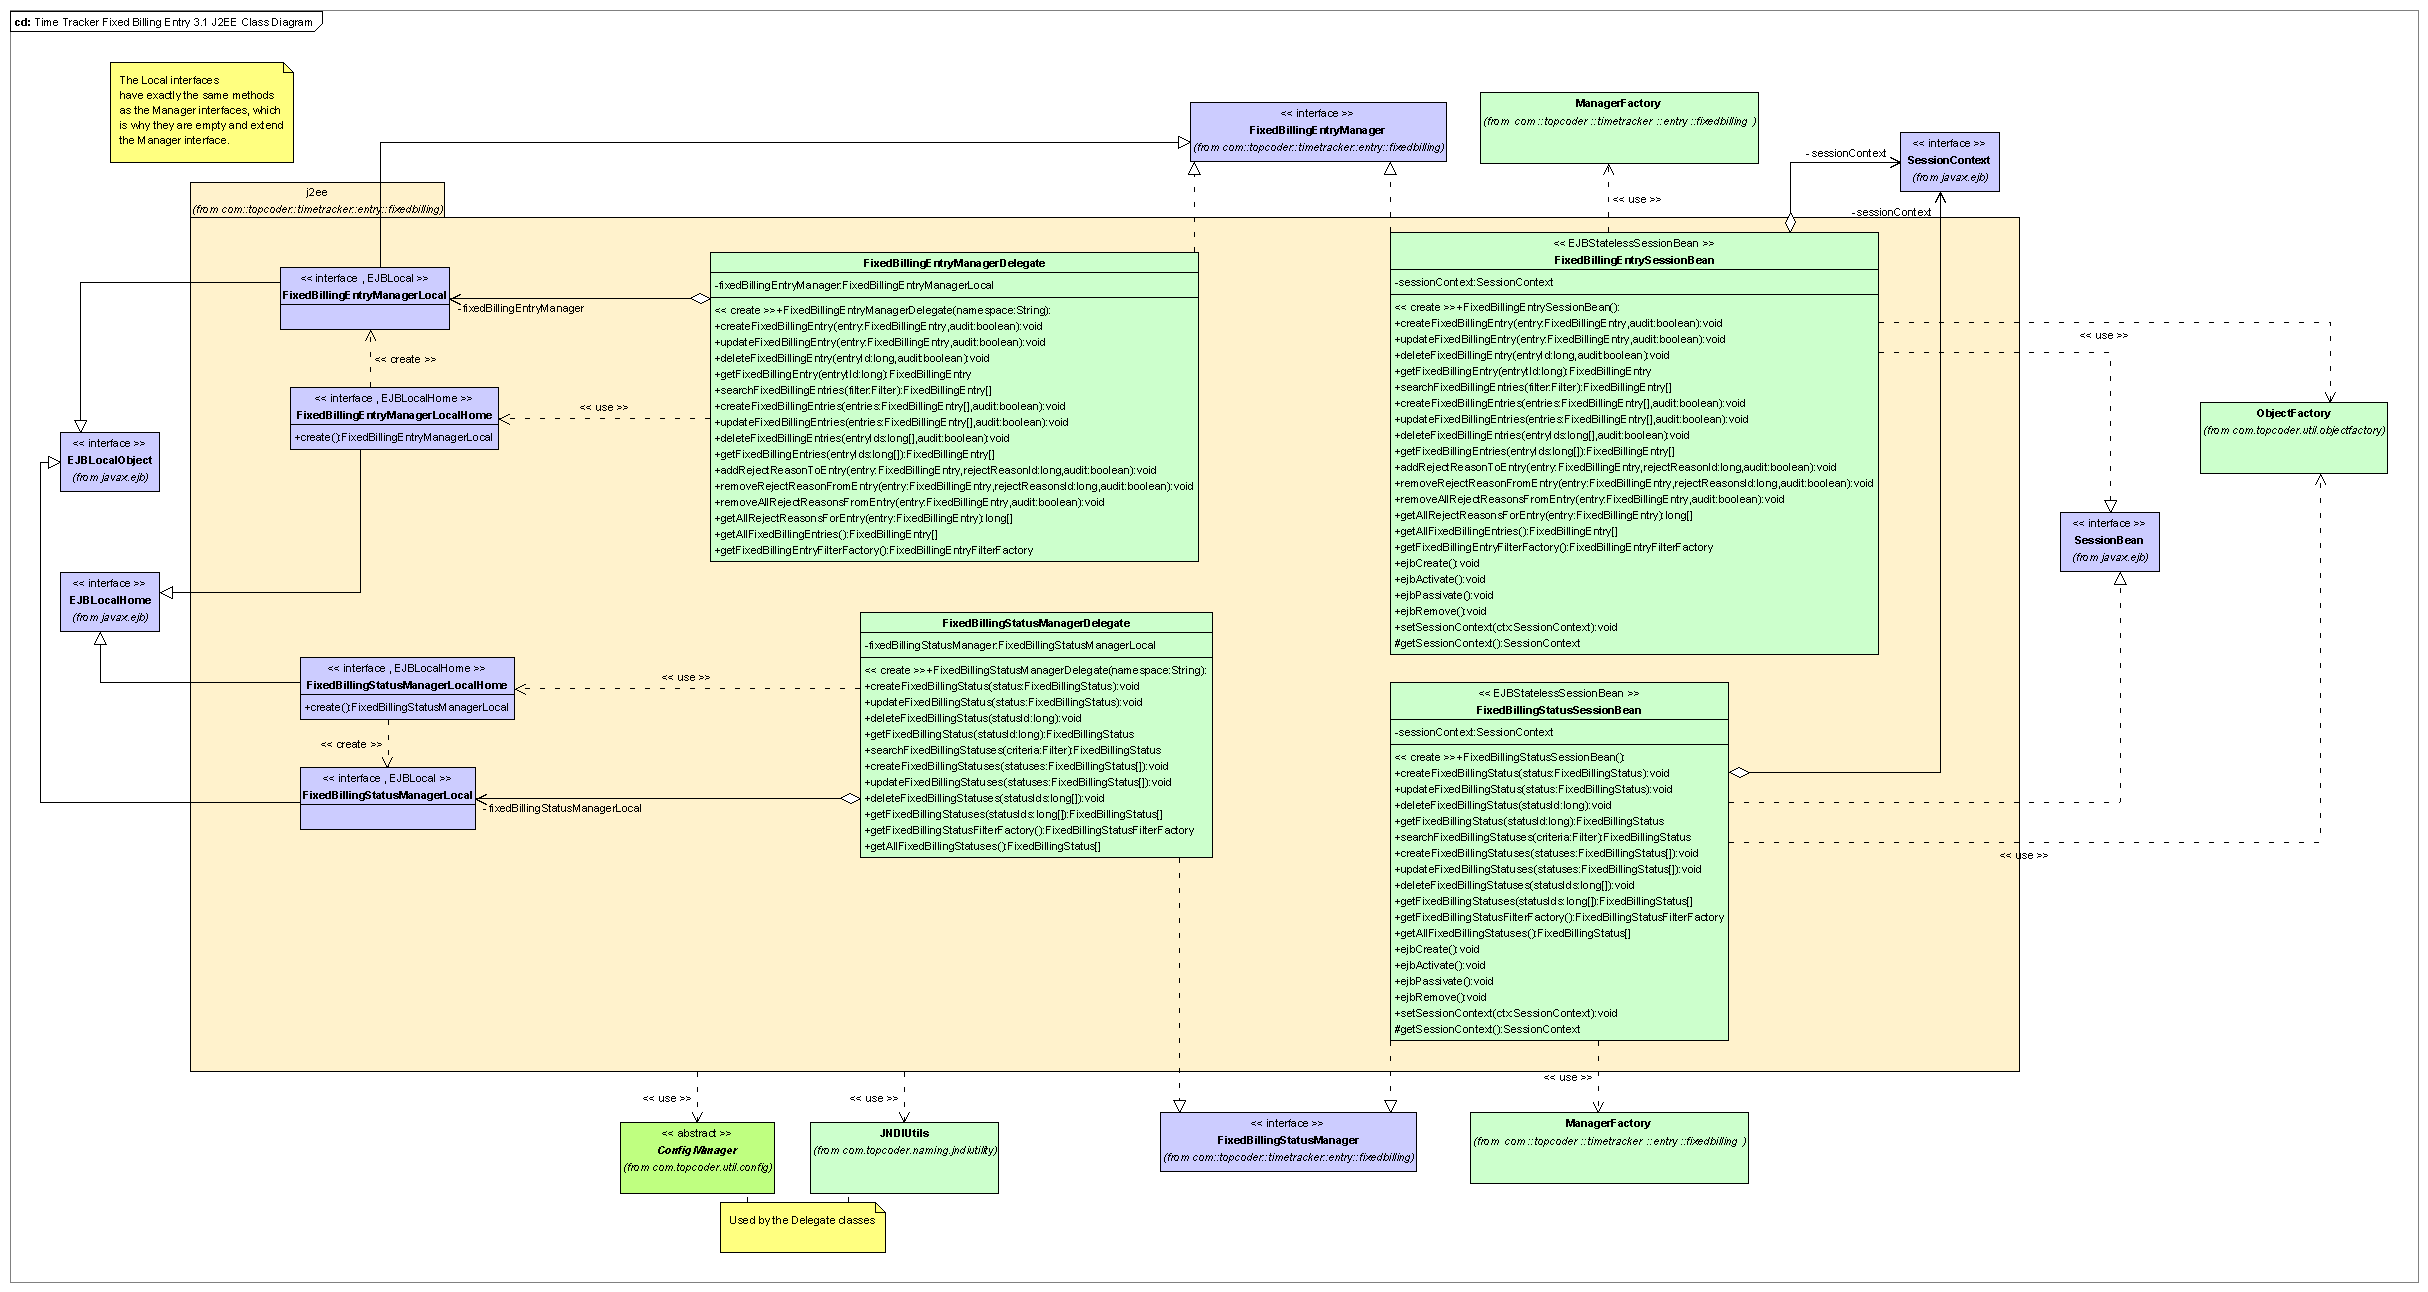 cd: Time Tracker Fixed Billing Entry 3.1 J2EE Class Diagram
The Local interfaces
have exactly the same methods
as the Manager interfaces, which
is why they are empty and extend
the Manager interface.
<< interface >>
FixedBillingEntryManager
(from com::topcoder::timetracker::entry::fixedbilling)
ManagerFactory
(from com::topcoder::timetracker::entry::fixedbilling )
<< interface >>
SessionContext
(from javax.ejb)
- sessionContext
- sessionContext
<< use >>
j2ee
(from com::topcoder::timetracker::entry::fixedbilling)
<< interface , EJBLocal >>
FixedBillingEntryManagerLocal
-fixedBillingEntryManager
<< create >>
<< interface , EJBLocalHome >>
FixedBillingEntryManagerLocalHome
+create():FixedBillingEntryManagerLocal
<< use >>
FixedBillingEntryManagerDelegate
-fixedBillingEntryManager:FixedBillingEntryManagerLocal
<< create >>+FixedBillingEntryManagerDelegate(namespace:String):
+createFixedBillingEntry(entry:FixedBillingEntry,audit:boolean):void
+updateFixedBillingEntry(entry:FixedBillingEntry,audit:boolean):void
+deleteFixedBillingEntry(entryId:long,audit:boolean):void
+getFixedBillingEntry(entrytId:long):FixedBillingEntry
+searchFixedBillingEntries(filter:Filter):FixedBillingEntry[]
+createFixedBillingEntries(entries:FixedBillingEntry[],audit:boolean):void
+updateFixedBillingEntries(entries:FixedBillingEntry[],audit:boolean):void
+deleteFixedBillingEntries(entryIds:long[],audit:boolean):void
+getFixedBillingEntries(entryIds:long[]):FixedBillingEntry[]
+addRejectReasonToEntry(entry:FixedBillingEntry,rejectReasonId:long,audit:boolean):void
+removeRejectReasonFromEntry(entry:FixedBillingEntry,rejectReasonsId:long,audit:boolean):void
+removeAllRejectReasonsFromEntry(entry:FixedBillingEntry,audit:boolean):void
+getAllRejectReasonsForEntry(entry:FixedBillingEntry):long[]
+getAllFixedBillingEntries():FixedBillingEntry[]
+getFixedBillingEntryFilterFactory():FixedBillingEntryFilterFactory
<< EJBStatelessSessionBean >>
FixedBillingEntrySessionBean
-sessionContext:SessionContext
<< create >>+FixedBillingEntrySessionBean():
+createFixedBillingEntry(entry:FixedBillingEntry,audit:boolean):void
+updateFixedBillingEntry(entry:FixedBillingEntry,audit:boolean):void
+deleteFixedBillingEntry(entryId:long,audit:boolean):void
+getFixedBillingEntry(entrytId:long):FixedBillingEntry
+searchFixedBillingEntries(filter:Filter):FixedBillingEntry[]
+createFixedBillingEntries(entries:FixedBillingEntry[],audit:boolean):void
+updateFixedBillingEntries(entries:FixedBillingEntry[],audit:boolean):void
+deleteFixedBillingEntries(entryIds:long[],audit:boolean):void
+getFixedBillingEntries(entryIds:long[]):FixedBillingEntry[]
+addRejectReasonToEntry(entry:FixedBillingEntry,rejectReasonId:long,audit:boolean):void
+removeRejectReasonFromEntry(entry:FixedBillingEntry,rejectReasonsId:long,audit:boolean):void
+removeAllRejectReasonsFromEntry(entry:FixedBillingEntry,audit:boolean):void
+getAllRejectReasonsForEntry(entry:FixedBillingEntry):long[]
+getAllFixedBillingEntries():FixedBillingEntry[]
+getFixedBillingEntryFilterFactory():FixedBillingEntryFilterFactory
+ejbCreate():void
+ejbActivate():void
+ejbPassivate():void
+ejbRemove():void
+setSessionContext(ctx:SessionContext):void
#getSessionContext():SessionContext
<< use >>
ObjectFactory
(from com.topcoder.util.objectfactory)
<< interface >>
SessionBean
(from javax.ejb)
<< interface >>
EJBLocalObject
(from javax.ejb)
<< interface >>
EJBLocalHome
(from javax.ejb)
<< interface , EJBLocalHome >>
FixedBillingStatusManagerLocalHome
+create():FixedBillingStatusManagerLocal
<< use >>
<< create >>
<< interface , EJBLocal >>
FixedBillingStatusManagerLocal
-fixedBillingStatusManagerLocal
FixedBillingStatusManagerDelegate
-fixedBillingStatusManager:FixedBillingStatusManagerLocal
<< create >>+FixedBillingStatusManagerDelegate(namespace:String):
+createFixedBillingStatus(status:FixedBillingStatus):void
+updateFixedBillingStatus(status:FixedBillingStatus):void
+deleteFixedBillingStatus(statusId:long):void
+getFixedBillingStatus(statusId:long):FixedBillingStatus
+searchFixedBillingStatuses(criteria:Filter):FixedBillingStatus
+createFixedBillingStatuses(statuses:FixedBillingStatus[]):void
+updateFixedBillingStatuses(statuses:FixedBillingStatus[]):void
+deleteFixedBillingStatuses(statusIds:long[]):void
+getFixedBillingStatuses(statusIds:long[]):FixedBillingStatus[]
+getFixedBillingStatusFilterFactory():FixedBillingStatusFilterFactory
+getAllFixedBillingStatuses():FixedBillingStatus[]
<< EJBStatelessSessionBean >>
FixedBillingStatusSessionBean
-sessionContext:SessionContext
<< create >>+FixedBillingStatusSessionBean():
+createFixedBillingStatus(status:FixedBillingStatus):void
+updateFixedBillingStatus(status:FixedBillingStatus):void
+deleteFixedBillingStatus(statusId:long):void
+getFixedBillingStatus(statusId:long):FixedBillingStatus
+searchFixedBillingStatuses(criteria:Filter):FixedBillingStatus
+createFixedBillingStatuses(statuses:FixedBillingStatus[]):void
+updateFixedBillingStatuses(statuses:FixedBillingStatus[]):void
+deleteFixedBillingStatuses(statusIds:long[]):void
+getFixedBillingStatuses(statusIds:long[]):FixedBillingStatus[]
+getFixedBillingStatusFilterFactory():FixedBillingStatusFilterFactory
+getAllFixedBillingStatuses():FixedBillingStatus[]
+ejbCreate():void
+ejbActivate():void
+ejbPassivate():void
+ejbRemove():void
+setSessionContext(ctx:SessionContext):void
#getSessionContext():SessionContext
<< use >>
<< use >>
<< use >>
<< use >>
<< abstract >>
ConfigManager
(from com.topcoder.util.config)
JNDIUtils
(from com.topcoder.naming.jndiutility)
<< interface >>
FixedBillingStatusManager
(from com::topcoder::timetracker::entry::fixedbilling)
ManagerFactory
(from com::topcoder::timetracker::entry::fixedbilling )
Used by the Delegate classes